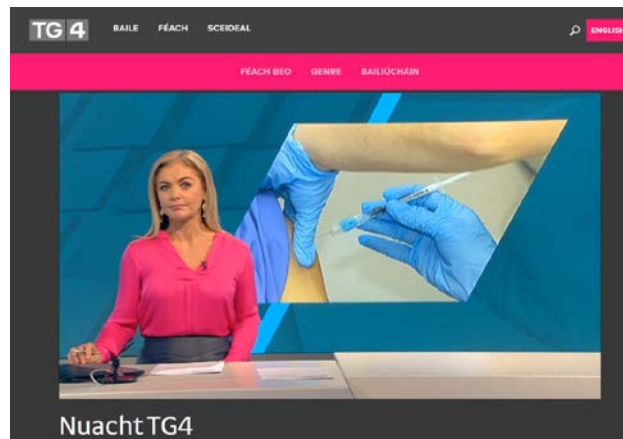 TG4 BAILE FÉACH SCEIDEAL ENGLISH
FÉACH BEO GENRE BAILIÚCHÁIN
Nuacht TG4